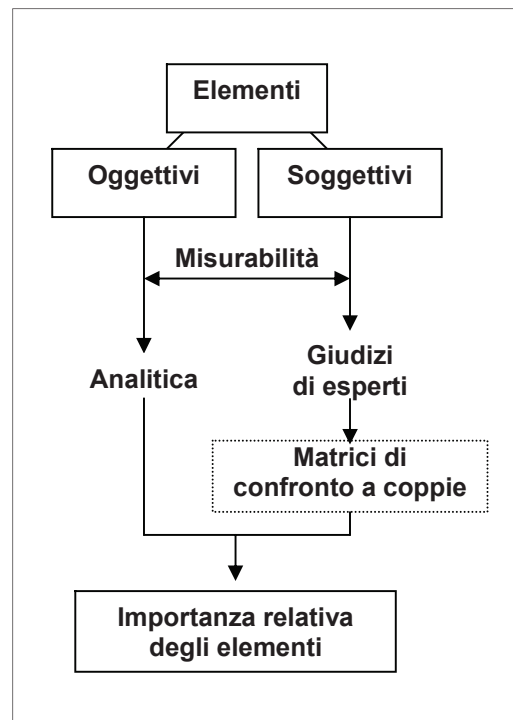 Elementi
Oggettivi
Soggettivi
Misurabilità
Analitica
Giudizi
di esperti
Matrici di
confronto a coppie
Importanza relativa
degli elementi